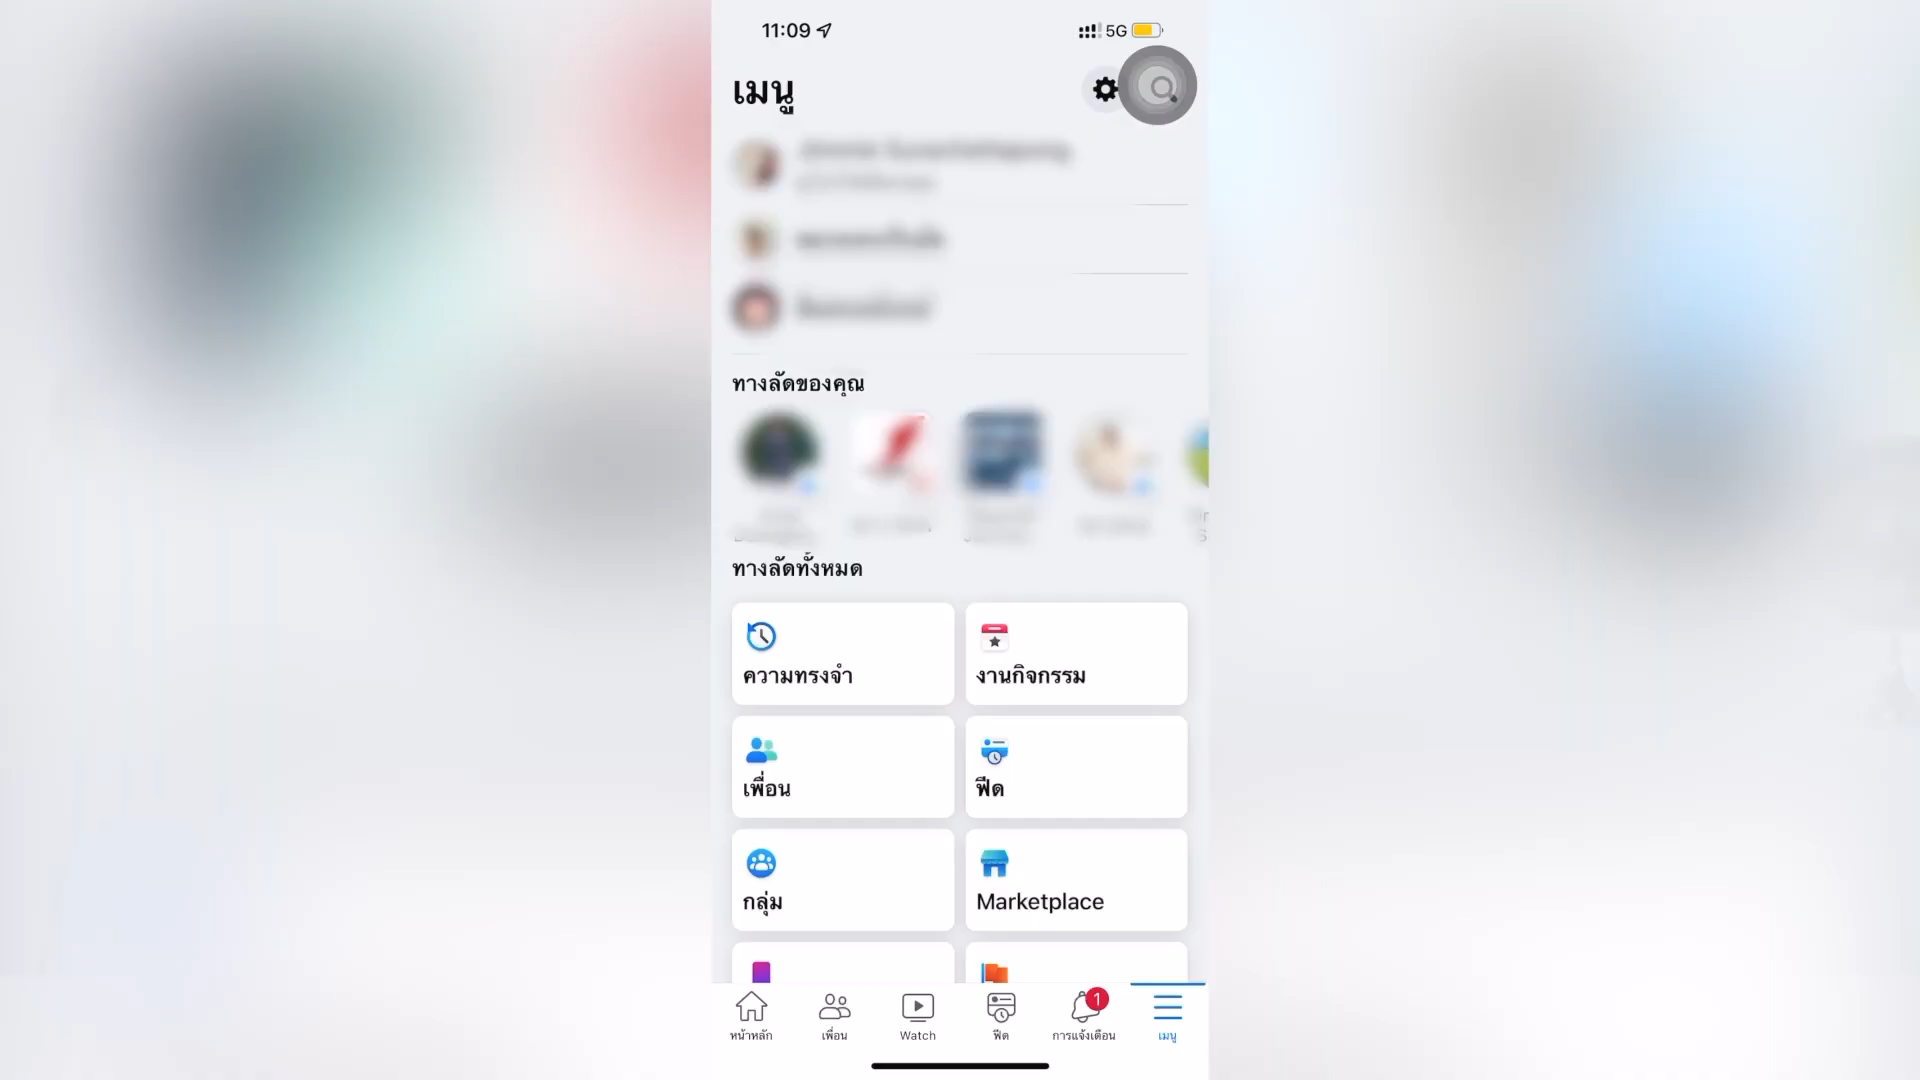 11:09
5G
เมนู
ทางลัดของคุณ
ทางลัดทั้งหมด
ความทรงจำ
งานกิจกรรม
เพื่อน
ฟีด
กลุ่ม
Marketplace
1
หน้าหลัก
เพื่อน
Watch
ฟีด
การแจ้งเตือน
เมนู